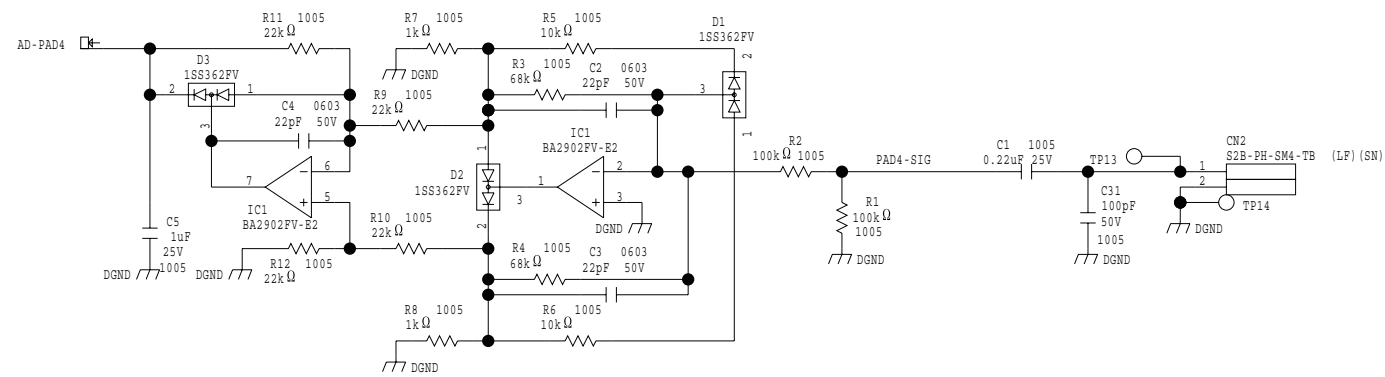 AD-PAD4
R11 1005
22kΩ
D3
1SS362FV
2
1
3
C4 0603
22pF 50V
R9 1005
22kΩ
7
6
5
IC1
BA2902FV-E2
C5
1uF
25V
1005
DGND
DGND
R12 1005
22kΩ
R10 1005
22kΩ
R7 1005
1kΩ
DGND
R5 1005
10kΩ
R3 1005
68kΩ
C2 0603
22pF 50V
D1
1SS362FV
2
3
1
D2
1SS362FV
1
3
2
IC1
BA2902FV-E2
1
2
3
DGND
R4 1005
68kΩ
C3 0603
22pF 50V
R8 1005
1kΩ
DGND
R6 1005
10kΩ
R2
100kΩ 1005
PAD4-SIG
R1
100kΩ
1005
DGND
C1 1005
0.22uF 25V
TP13
C31
100pF
50V
1005
DGND
CN2
S2B-PH-SM4-TB (LF)(SN)
1
2
TP14
DGND